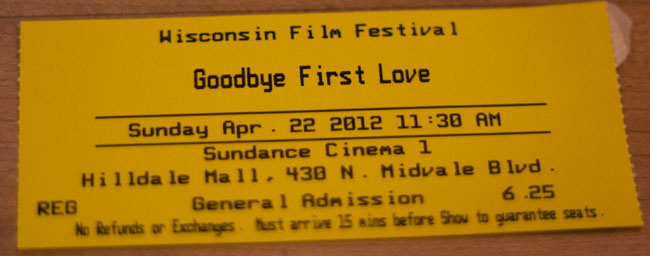 Wisconsin Film Festival
Goodbye First Love
Sunday Apr. 22 2012 11:30 AM
Sundance Cinema 1
Hilldale Mall, 430 N. Midvale Blvd.
REG General Admission 6.25
No Refunds or Exchanges. Must arrive 15 mins before Show to guarantee seats.